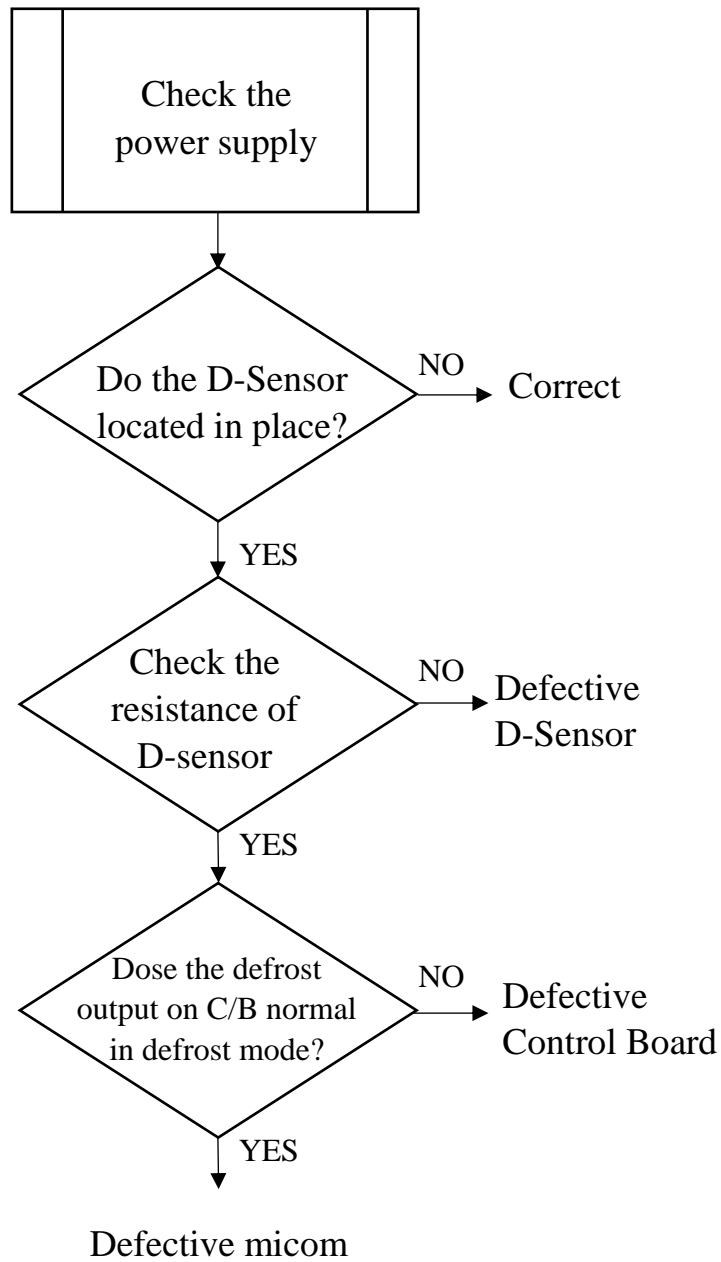 Check the
power supply
Do the D-Sensor
located in place?
NO
Correct
YES
Check the
resistance of
D-sensor
NO
Defective
D-Sensor
YES
Dose the defrost
output on C/B normal
in defrost mode?
NO
Defective
Control Board
YES
Defective micom